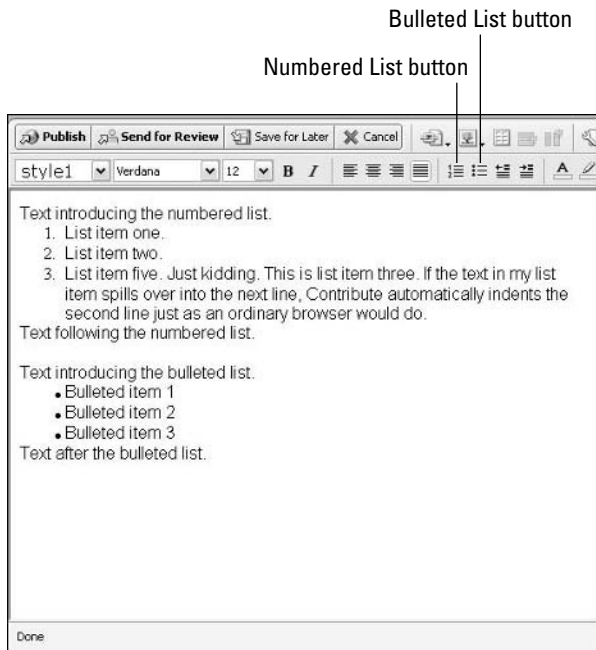 Bulleted List button
Numbered List button
Publish Send for Review Save for Later Cancel
style1 Verdana 12 B I A
Text introducing the numbered list.
1. List item one.
2. List item two.
3. List item five. Just kidding. This is list item three. If the text in my list
item spills over into the next line, Contribute automatically indents the
second line just as an ordinary browser would do.
Text following the numbered list.
Text introducing the bulleted list.
• Bulleted item 1
• Bulleted item 2
• Bulleted item 3
Text after the bulleted list.
Done